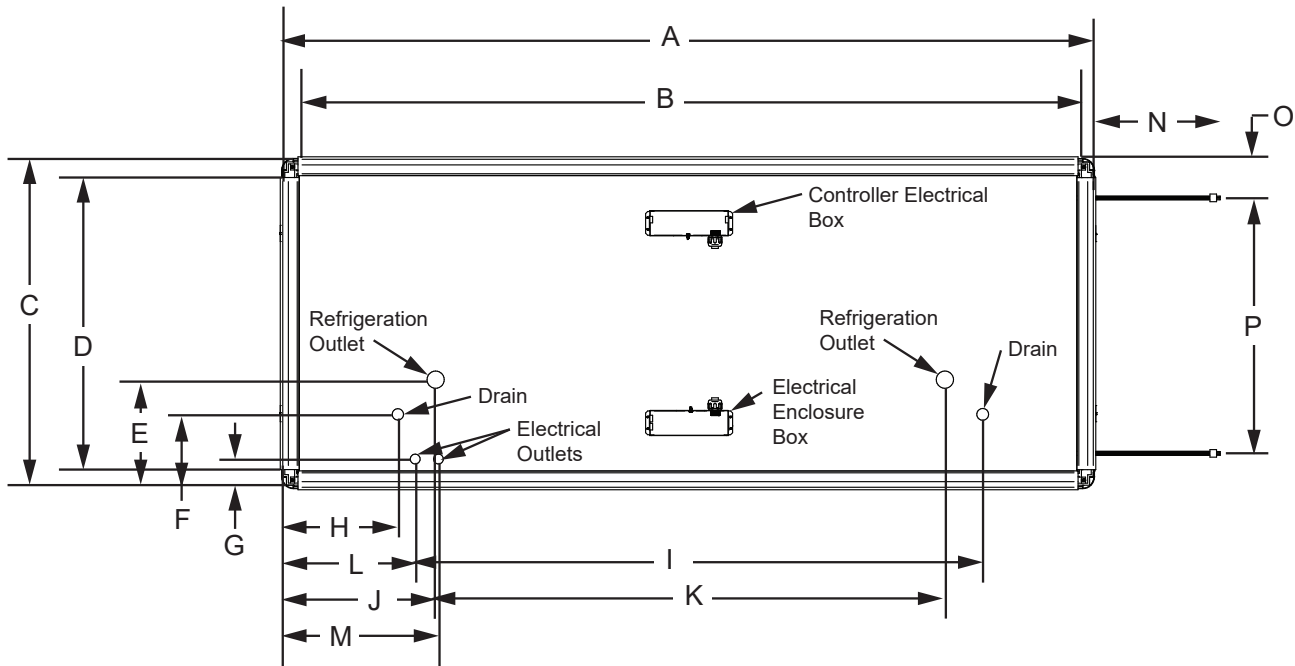 A
B
N
O
Controller Electrical
Box
C
D
P
Refrigeration
Outlet
Refrigeration
Outlet
Drain
E
Drain
Electrical
Enclosure
Box
Electrical
Outlets
F
G
H
L
I
J
K
M